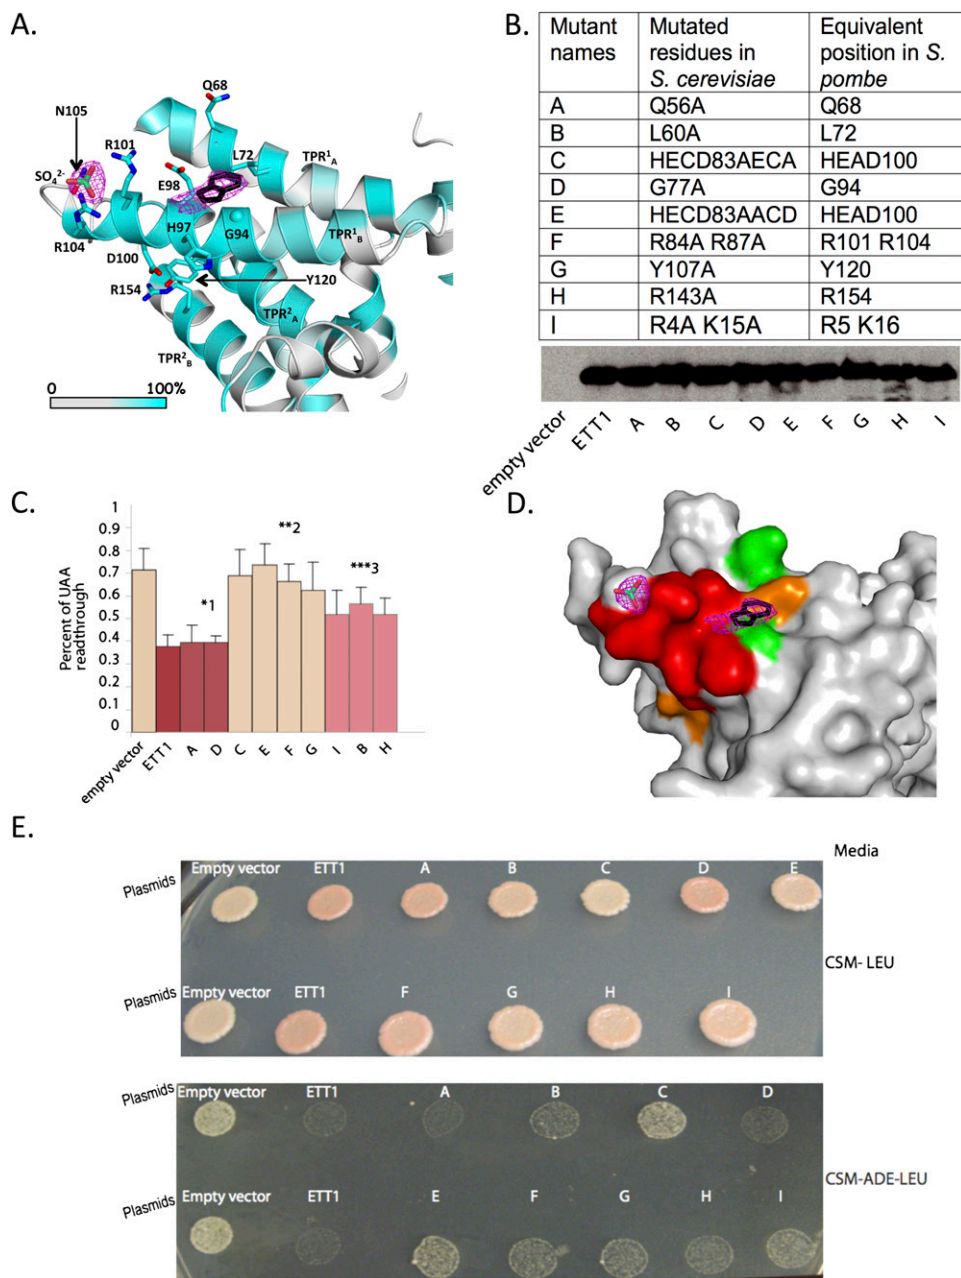 A.
Q68
N105
R101
L72
TPR¹A
SO₄²⁻
E98
H97
G94
TPR¹B
R104
D100
R154
Y120
TPR²A
TPR²B
0 100%
B.
Mutant names Mutated residues in S. cerevisiae Equivalent position in S. pombe
A Q56A Q68
B L60A L72
C HECD83AECA HEAD100
D G77A G94
E HECD83AACD HEAD100
F R84A R87A R101 R104
G Y107A Y120
H R143A R154
I R4A K15A R5 K16
empty vector ETT1 A B C D E F G H I
C.
Percent of UAA readthrough
1
0.9
0.8
0.7
0.6
0.5
0.4
0.3
0.2
0.1
0
*1 **2 ***3
empty vector ETT1 A D C E F G I B H
D.
E.
Media
Plasmids Empty vector ETT1 A B C D E
CSM- LEU
Plasmids Empty vector ETT1 F G H I
Plasmids Empty vector ETT1 A B C D
CSM-ADE-LEU
Plasmids Empty vector ETT1 E F G H I